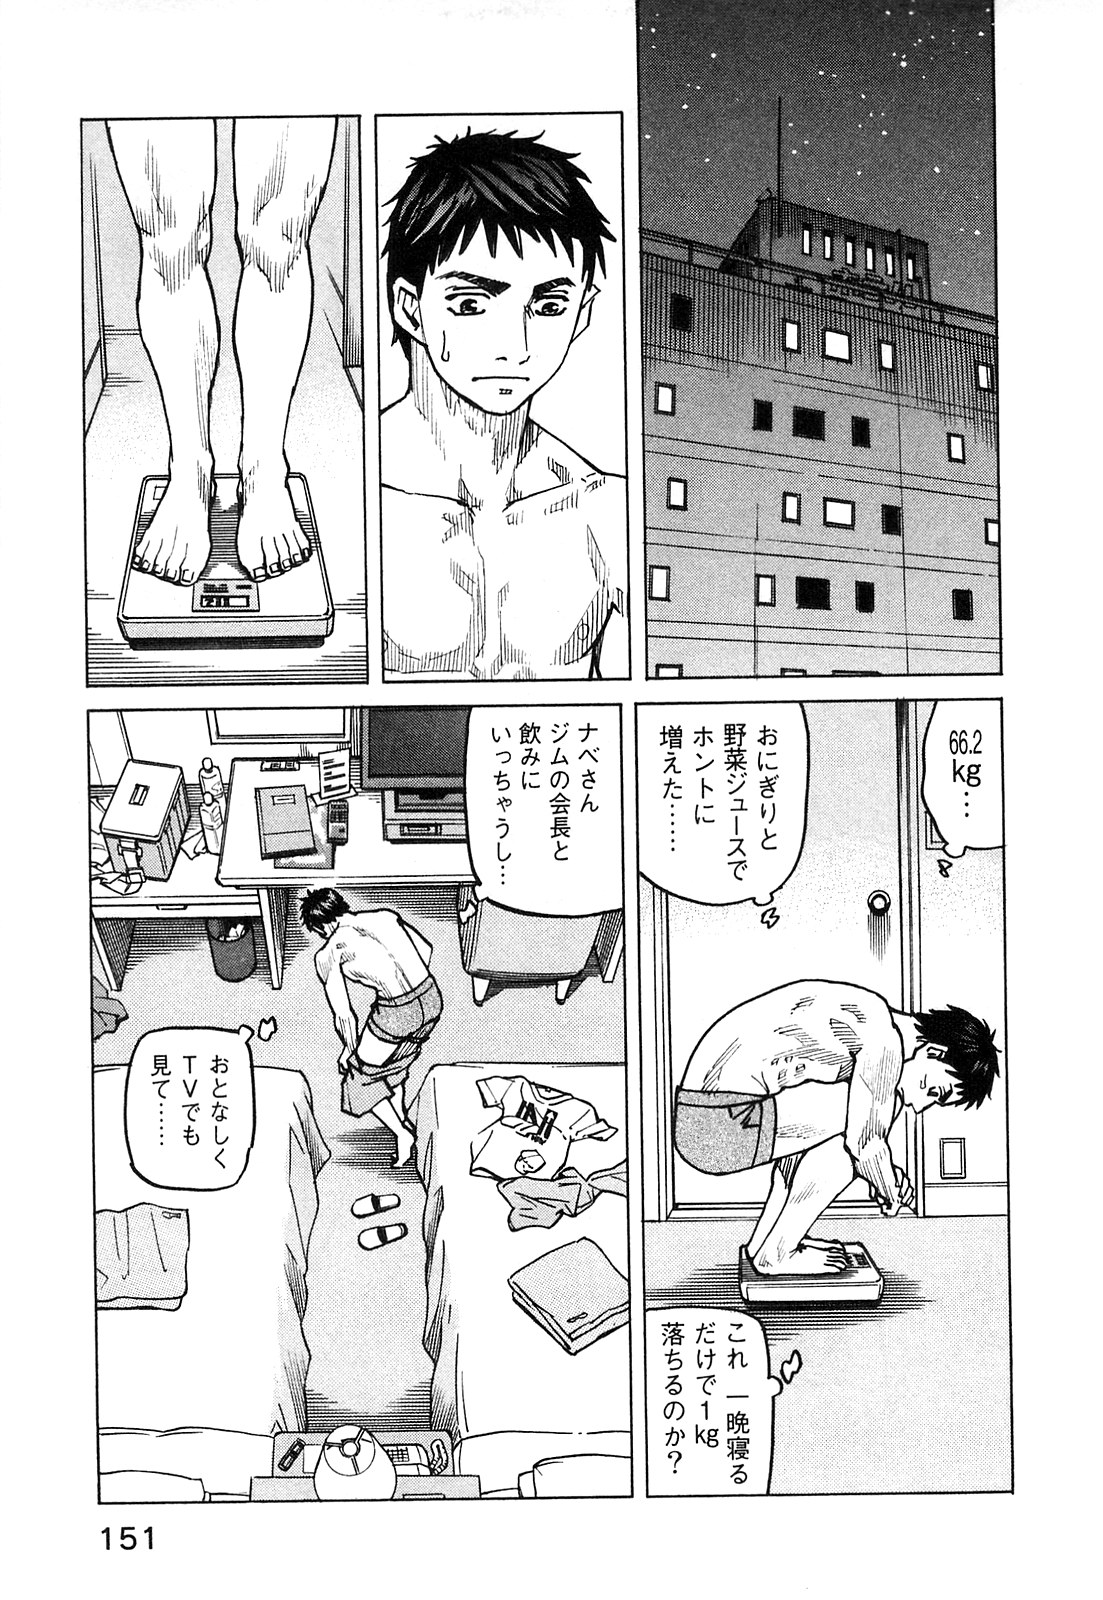 66.2
kg…
おにぎりと
野菜ジュースで
ホントに
増えた……
これ 一晩寝る
だけで1kg
落ちるのか？
ナベさん
ジムの会長と
飲みに
いっちゃうし…
おとなしく
TVでも
見て……
151